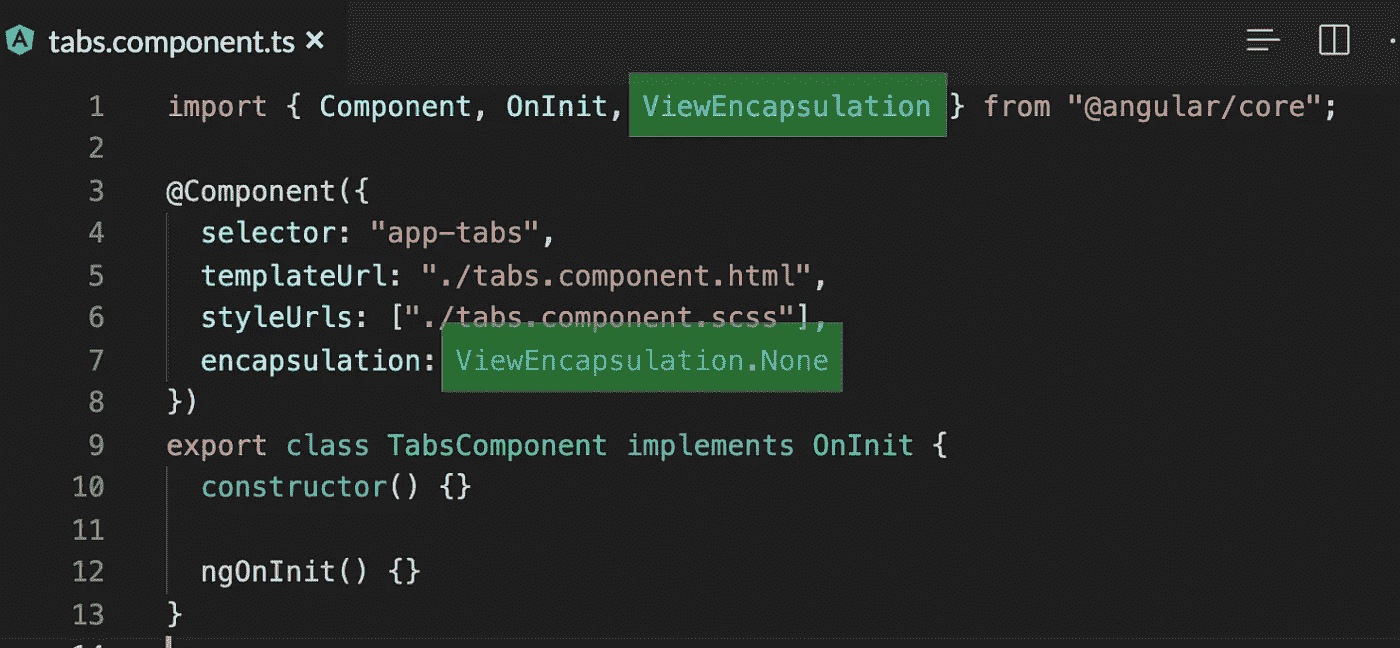 tabs.component.ts ×
1 import { Component, OnInit, ViewEncapsulation } from "@angular/core";
2
3 @Component({
4 selector: "app-tabs",
5 templateUrl: "./tabs.component.html",
6 styleUrls: ["./tabs.component.scss"],
7 encapsulation: ViewEncapsulation.None
8 })
9 export class TabsComponent implements OnInit {
10 constructor() {}
11
12 ngOnInit() {}
13 }
14